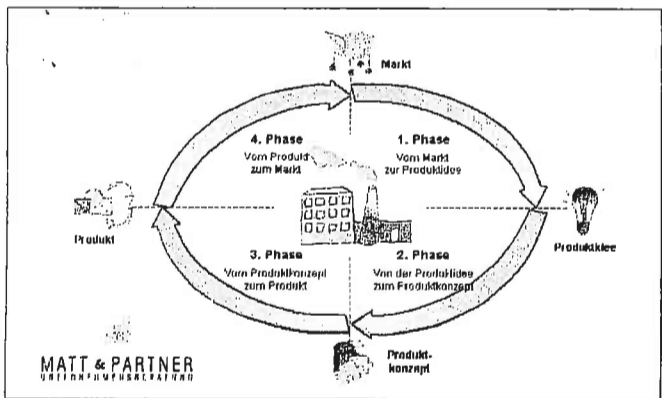 Markt
4. Phase
Vom Produkt
zum Markt
1. Phase
Vom Markt
zur Produktidee
Produkt
Produktidee
3. Phase
Vom Produktkonzept
zum Produkt
2. Phase
Von der Produktidee
zum Produktkonzept
Produkt-
konzept
MATT & PARTNER
UNTERNEHMENSBERATUNG